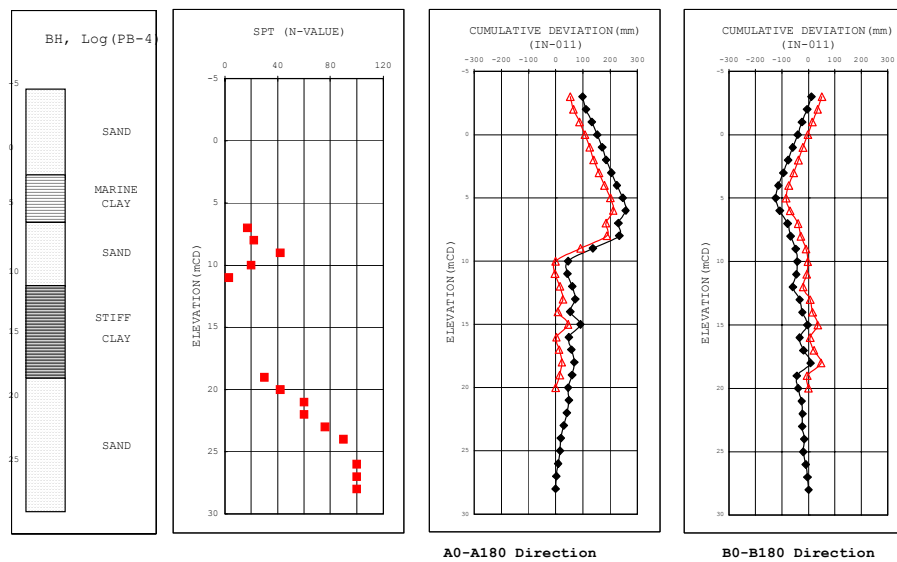 BH, Log(PB-4)
-5
SAND
0
MARINE
CLAY
5
SAND
10
STIFF
15
CLAY
20
SAND
25
SPT (N-VALUE)
0 40 80 120
-5
0
5
10
15
20
25
30
ELEVATION(mCD)
CUMULATIVE DEVIATION(mm)
(IN-011)
-300 -200 -100 0 100 200 300
-5
0
5
10
15
20
25
30
ELEVATION(mCD)
A0-A180 Direction
CUMULATIVE DEVIATION(mm)
(IN-011)
-300 -200 -100 0 100 200 300
-5
0
5
10
15
20
25
30
ELEVATION(mCD)
B0-B180 Direction